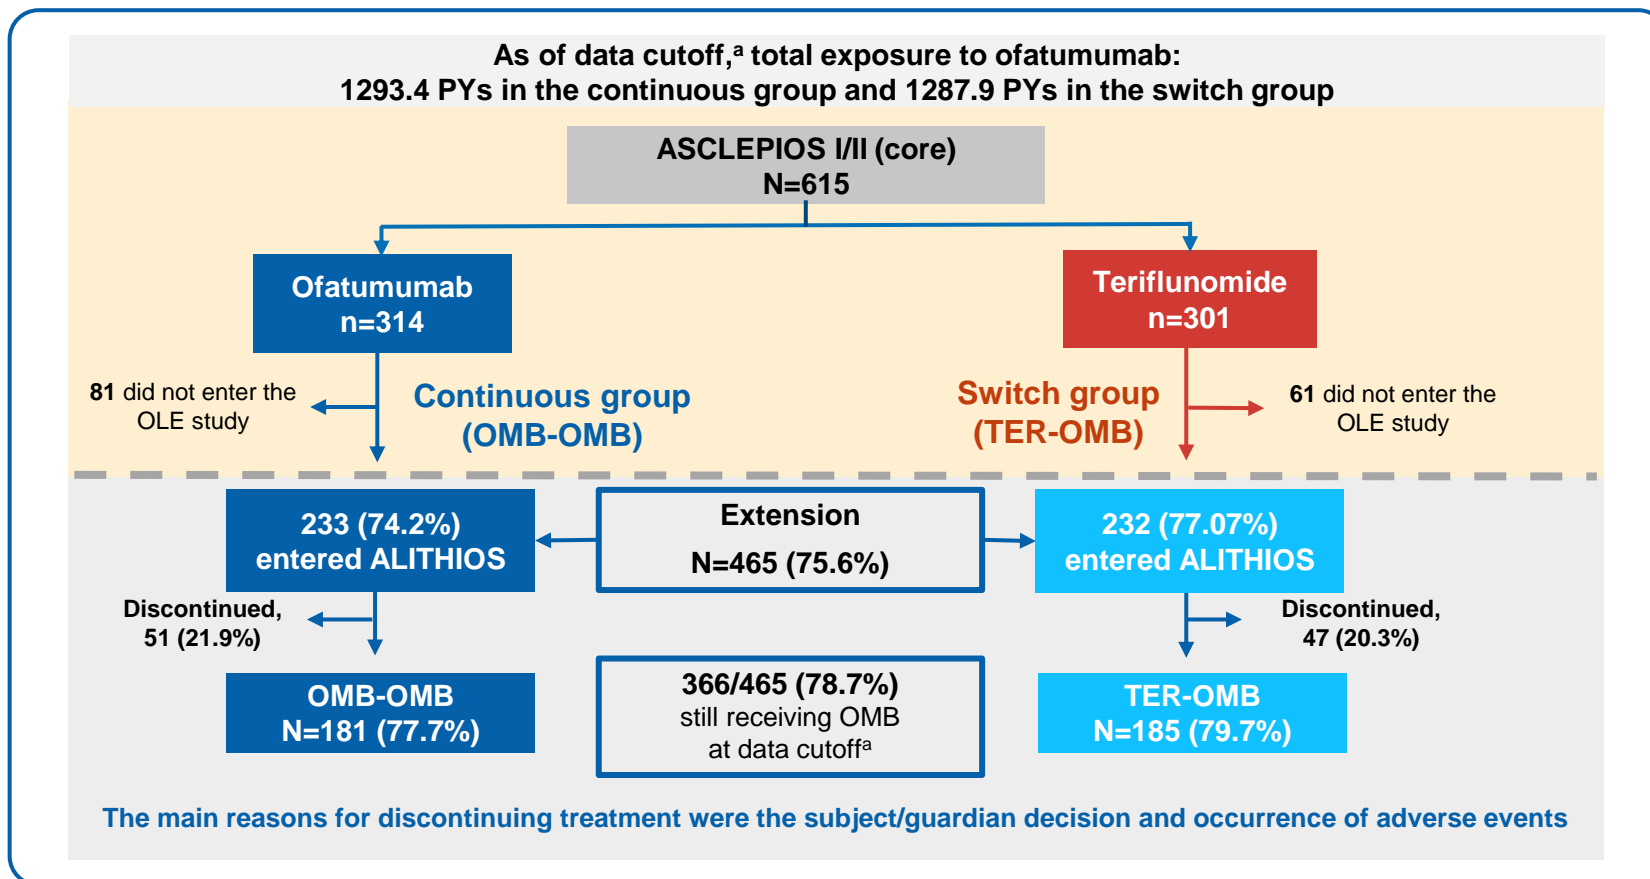 As of data cutoff,ᵃ total exposure to ofatumumab:
1293.4 PYs in the continuous group and 1287.9 PYs in the switch group
ASCLEPIOS I/II (core)
N=615
Ofatumumab
n=314
Teriflunomide
n=301
81 did not enter the
OLE study
Continuous group
(OMB-OMB)
Switch group
(TER-OMB)
61 did not enter the
OLE study
233 (74.2%)
entered ALITHIOS
Extension
N=465 (75.6%)
232 (77.07%)
entered ALITHIOS
Discontinued,
51 (21.9%)
Discontinued,
47 (20.3%)
OMB-OMB
N=181 (77.7%)
366/465 (78.7%)
still receiving OMB
at data cutoffᵃ
TER-OMB
N=185 (79.7%)
The main reasons for discontinuing treatment were the subject/guardian decision and occurrence of adverse events